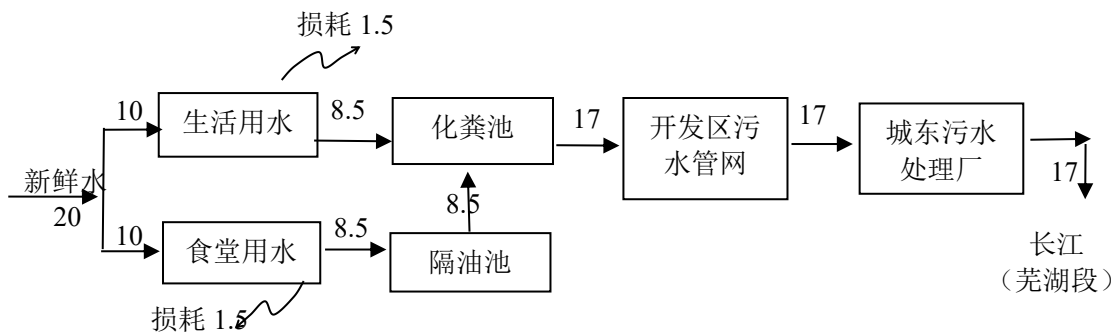 损耗 1.5
10
生活用水
8.5
化粪池
17
开发区污
水管网
17
城东污水
处理厂
17
新鲜水
20
8.5
10
食堂用水
8.5
隔油池
长江
（芜湖段）
损耗 1.5